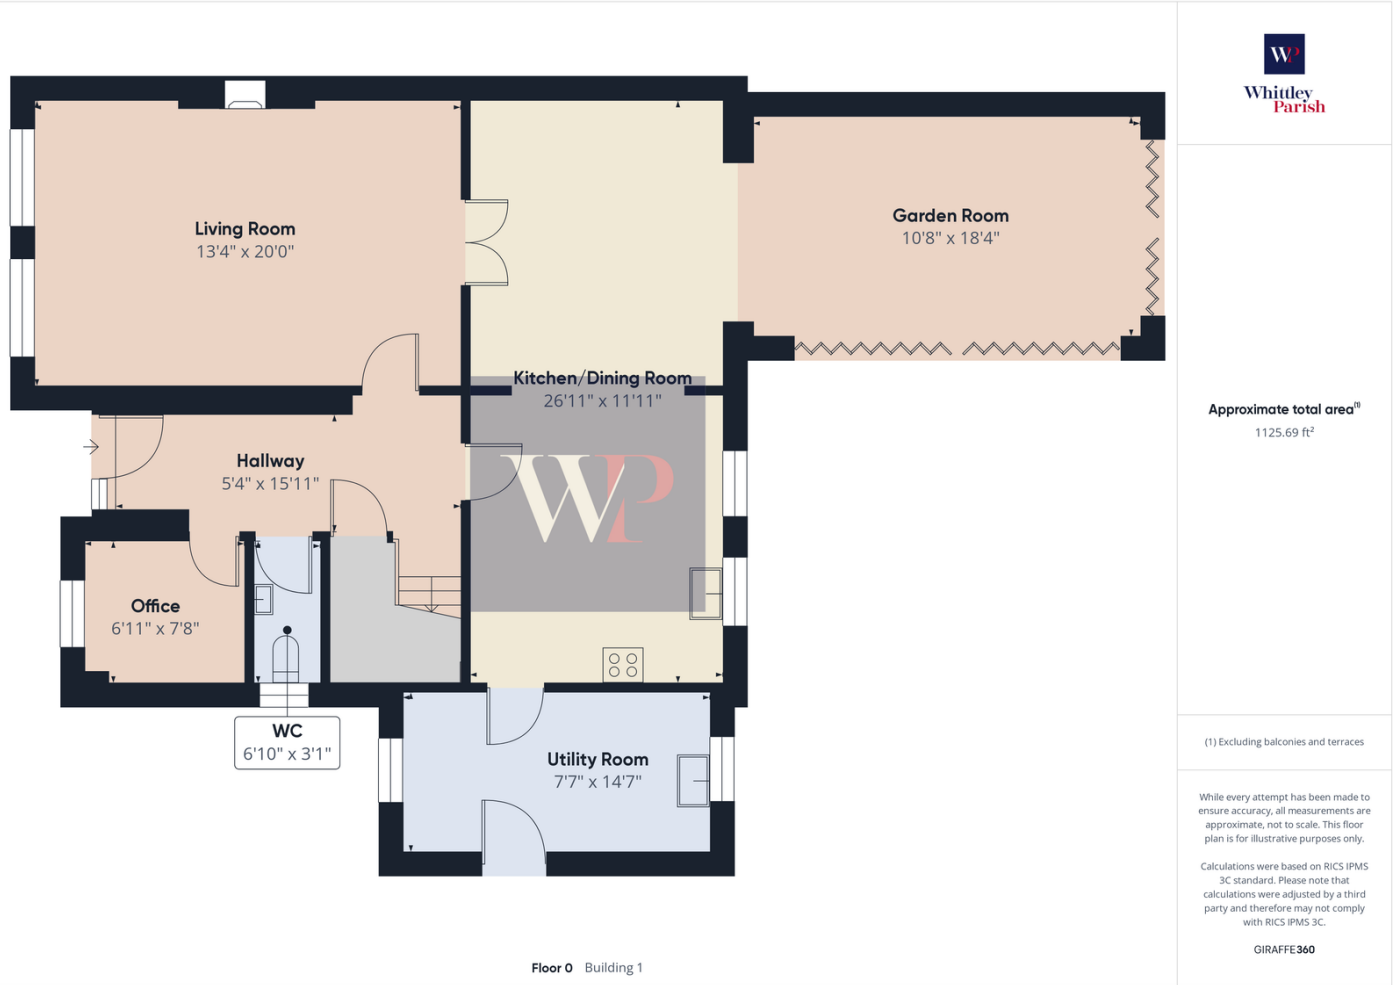 Living Room
13'4" x 20'0"
Garden Room
10'8" x 18'4"
Kitchen/Dining Room
26'11" x 11'11"
Hallway
5'4" x 15'11"
WP
Office
6'11" x 7'8"
WC
6'10" x 3'1"
Utility Room
7'7" x 14'7"
Floor 0 Building 1
WP
Whittley
Parish
Approximate total area(1)
1125.69 ft²
(1) Excluding balconies and terraces
While every attempt has been made to
ensure accuracy, all measurements are
approximate, not to scale. This floor
plan is for illustrative purposes only.
Calculations were based on RICS IPMS
3C standard. Please note that
calculations were adjusted by a third
party and therefore may not comply
with RICS IPMS 3C.
GIRAFFE360